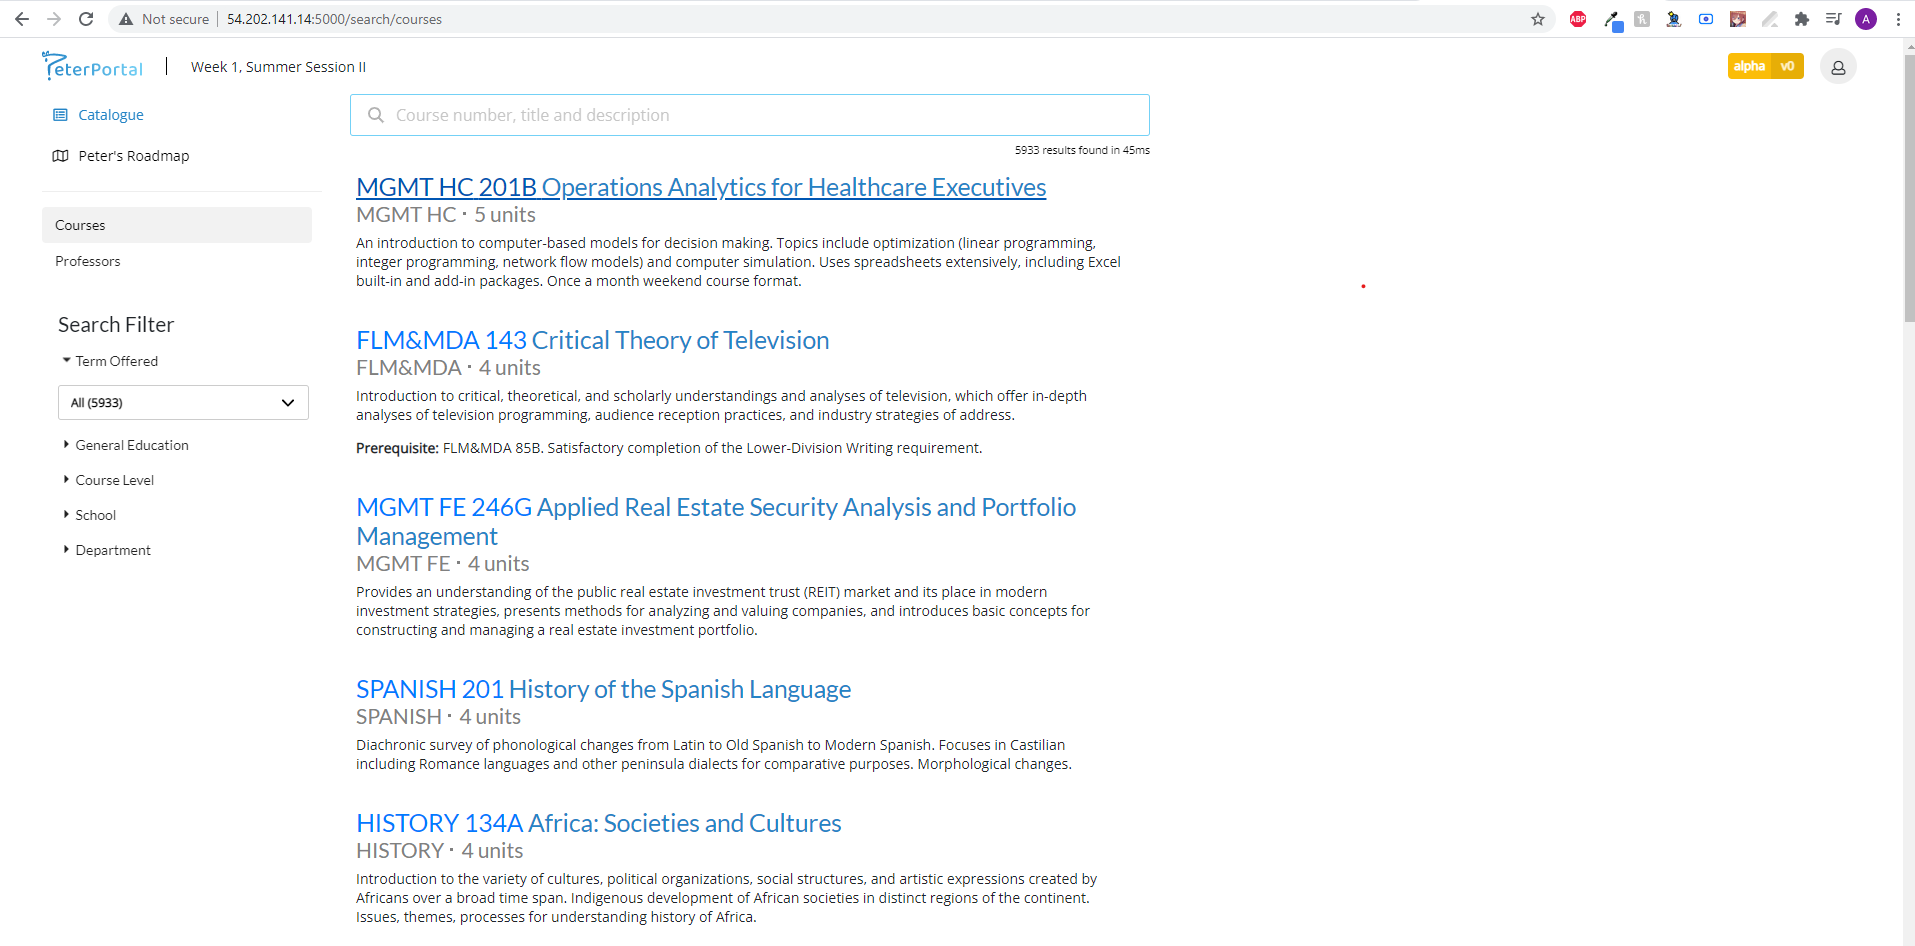 Not secure
54.202.141.14:5000/search/courses
ABP
A
PeterPortal
Week 1, Summer Session II
alpha v0
Catalogue
Peter's Roadmap
Courses
Professors
Search Filter
Term Offered
All (5933)
General Education
Course Level
School
Department
Course number, title and description
5933 results found in 45ms
MGMT HC 201B Operations Analytics for Healthcare Executives
MGMT HC · 5 units
An introduction to computer-based models for decision making. Topics include optimization (linear programming,
integer programming, network flow models) and computer simulation. Uses spreadsheets extensively, including Excel
built-in and add-in packages. Once a month weekend course format.
FLM&MDA 143 Critical Theory of Television
FLM&MDA · 4 units
Introduction to critical, theoretical, and scholarly understandings and analyses of television, which offer in-depth
analyses of television programming, audience reception practices, and industry strategies of address.
Prerequisite: FLM&MDA 85B. Satisfactory completion of the Lower-Division Writing requirement.
MGMT FE 246G Applied Real Estate Security Analysis and Portfolio
Management
MGMT FE · 4 units
Provides an understanding of the public real estate investment trust (REIT) market and its place in modern
investment strategies, presents methods for analyzing and valuing companies, and introduces basic concepts for
constructing and managing a real estate investment portfolio.
SPANISH 201 History of the Spanish Language
SPANISH · 4 units
Diachronic survey of phonological changes from Latin to Old Spanish to Modern Spanish. Focuses in Castilian
including Romance languages and other peninsula dialects for comparative purposes. Morphological changes.
HISTORY 134A Africa: Societies and Cultures
HISTORY · 4 units
Introduction to the variety of cultures, political organizations, social structures, and artistic expressions created by
Africans over a broad time span. Indigenous development of African societies in distinct regions of the continent.
Issues, themes, processes for understanding history of Africa.